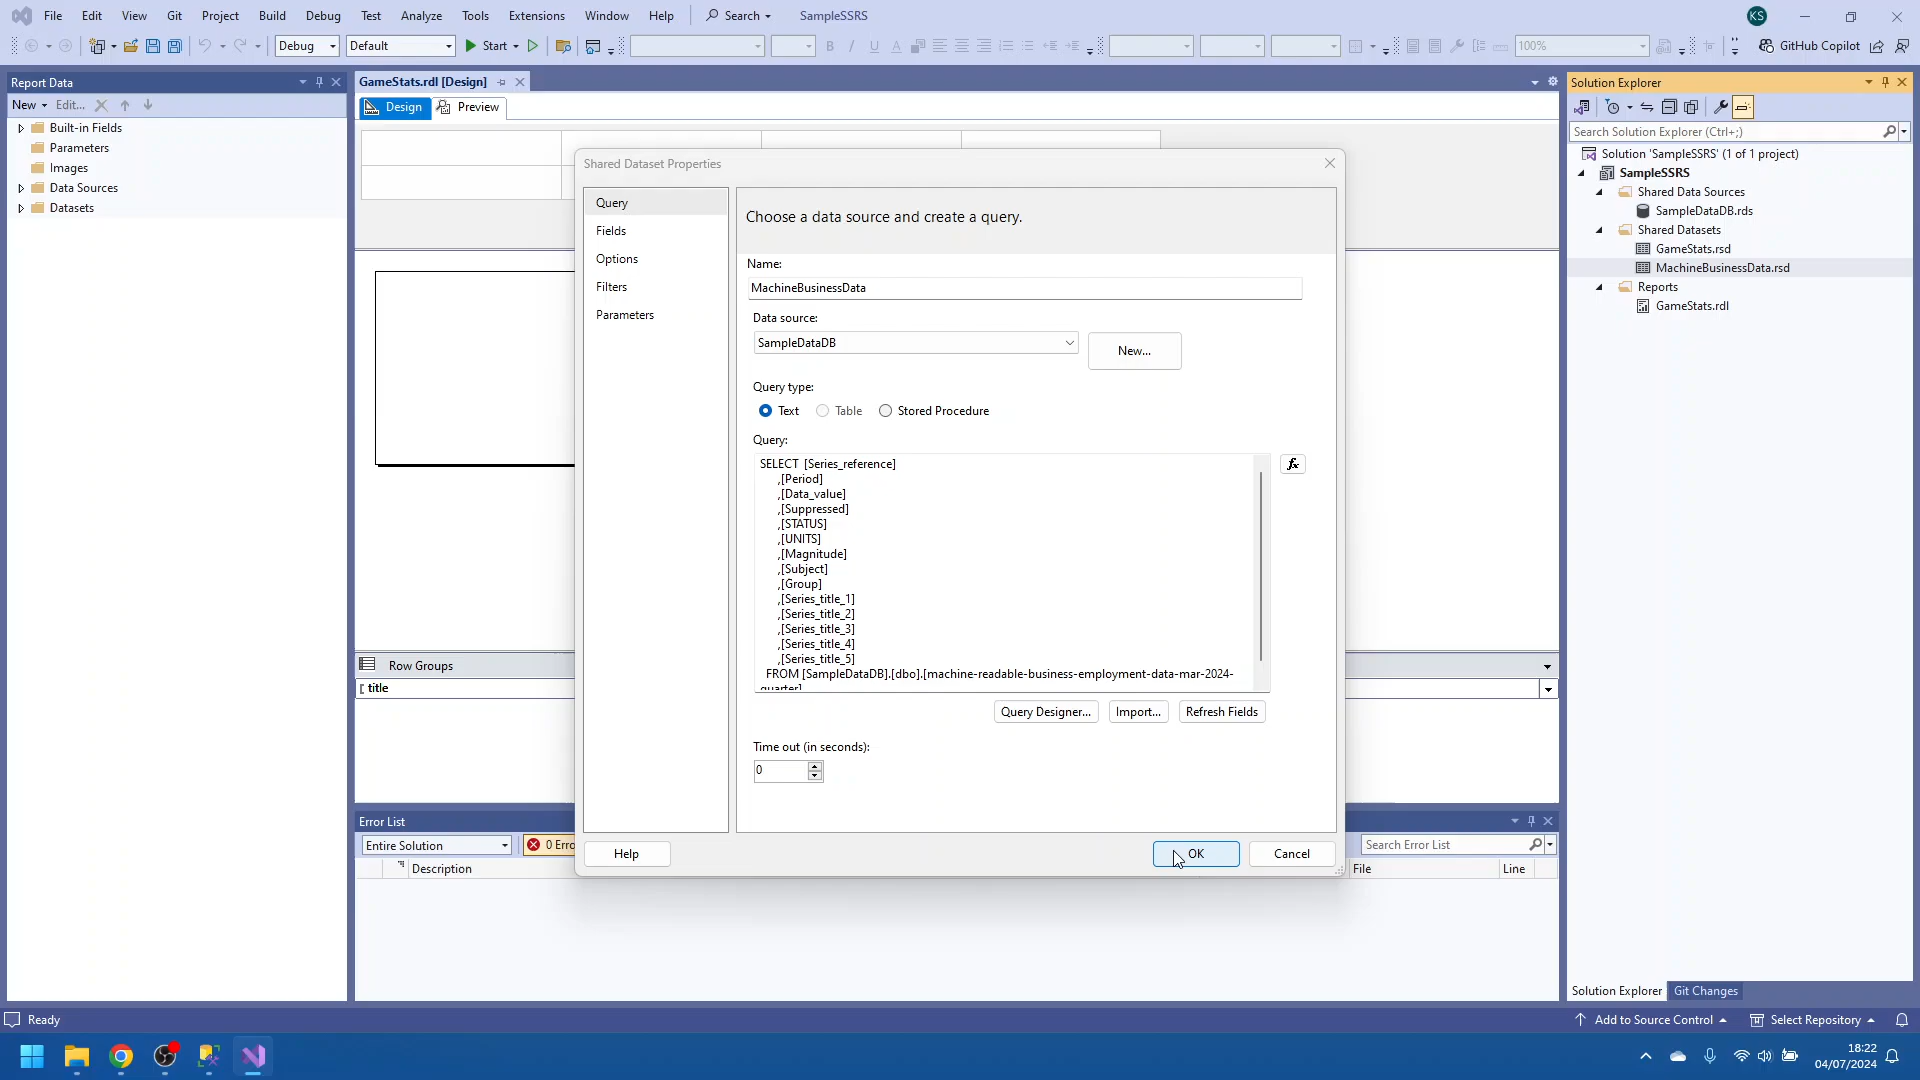 File Edit View Git Project Build Debug Test Analyze Tools Extensions Window Help Search SampleSSRS KS
Debug Default Start 100% GitHub Copilot
Report Data
New Edit...
Built-in Fields
Parameters
Images
Data Sources
Datasets
GameStats.rdl [Design]
Design Preview
Shared Dataset Properties
Query
Fields
Options
Filters
Parameters
Choose a data source and create a query.
Name:
MachineBusinessData
Data source:
SampleDataDB
New...
Query type:
Text Table Stored Procedure
Query:
fx
SELECT [Series_reference]
,[Period]
,[Data_value]
,[Suppressed]
,[STATUS]
,[UNITS]
,[Magnitude]
,[Subject]
,[Group]
,[Series_title_1]
,[Series_title_2]
,[Series_title_3]
,[Series_title_4]
,[Series_title_5]
FROM [SampleDataDB].[dbo].[machine-readable-business-employment-data-mar-2024-
quarter]
Query Designer... Import... Refresh Fields
Time out (in seconds):
0
Help OK Cancel
Row Groups
[ title
Error List
Entire Solution 0 Erro Search Error List
Description File Line
Solution Explorer
Search Solution Explorer (Ctrl+;)
Solution 'SampleSSRS' (1 of 1 project)
SampleSSRS
Shared Data Sources
SampleDataDB.rds
Shared Datasets
GameStats.rsd
MachineBusinessData.rsd
Reports
GameStats.rdl
Solution Explorer Git Changes
Ready Add to Source Control Select Repository
18:22
04/07/2024